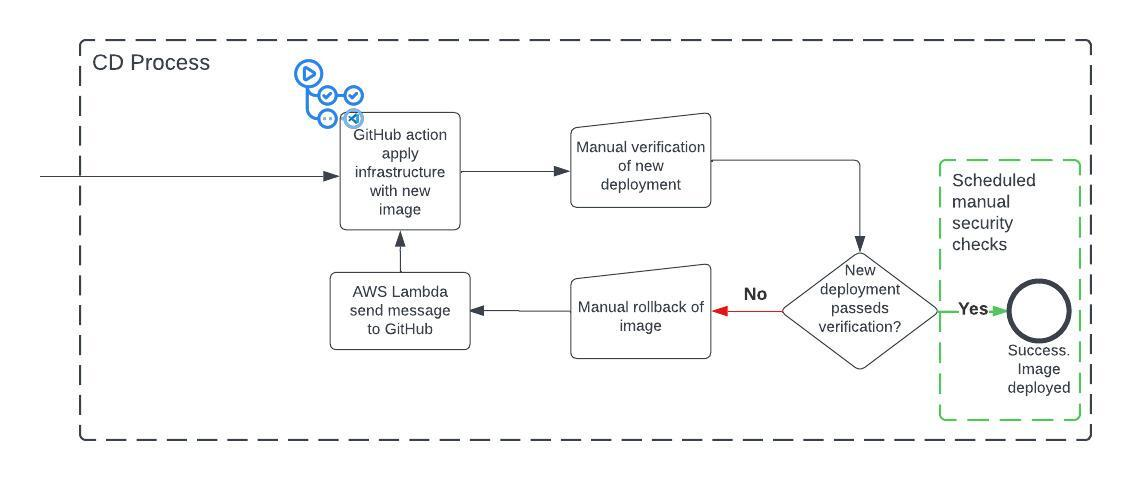 CD Process
GitHub action
apply
infrastructure
with new
image
Manual verification
of new
deployment
Scheduled
manual
security
checks
New
deployment
passeds
verification?
Yes
Success.
Image
deployed
No
Manual rollback of
image
AWS Lambda
send message
to GitHub